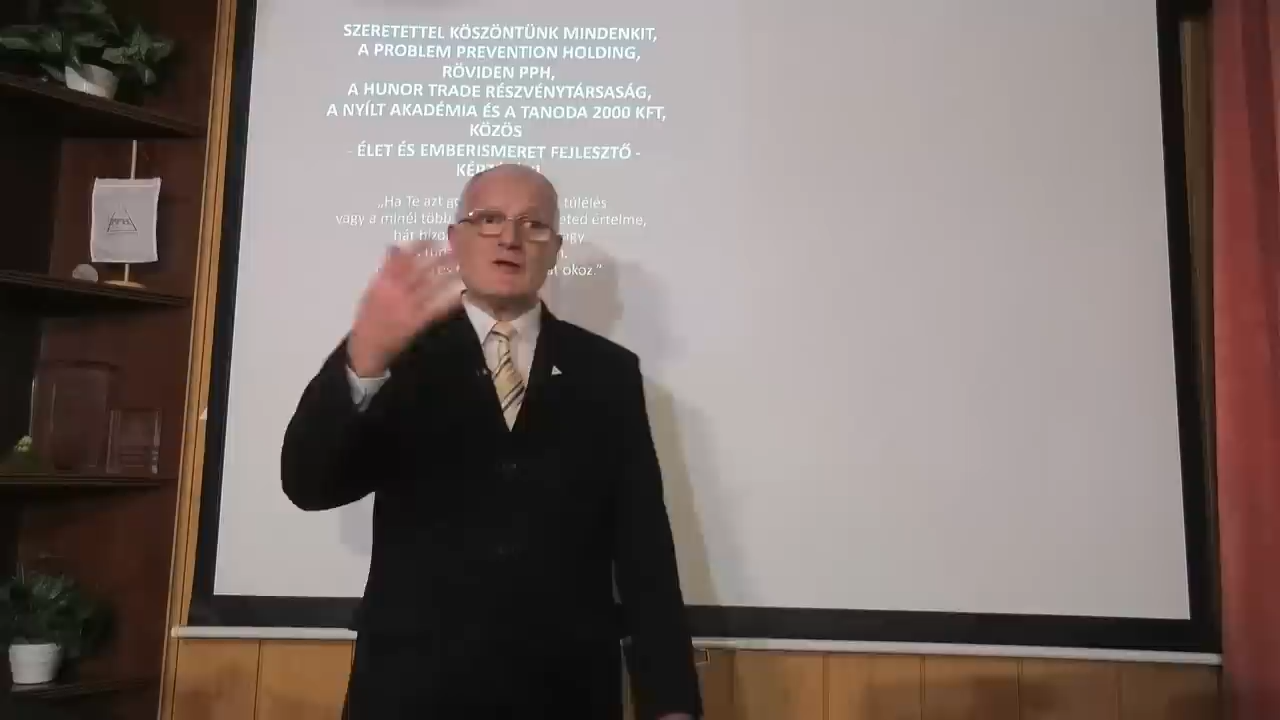 SZERETETTEL KÖSZÖNTÜNK MINDENKIT,
A PROBLEM PREVENTION HOLDING,
RÖVIDEN PPH,
A HUNOR TRADE RÉSZVÉNYTÁRSASÁG,
A NYÍLT AKADÉMIA ÉS A TANODA 2000 KFT,
KÖZÖS
- ÉLET ÉS EMBERISMERET FEJLESZTŐ -
„Ha Te azt túlélés
vagy a minél több értelme,
hát
okoz.”